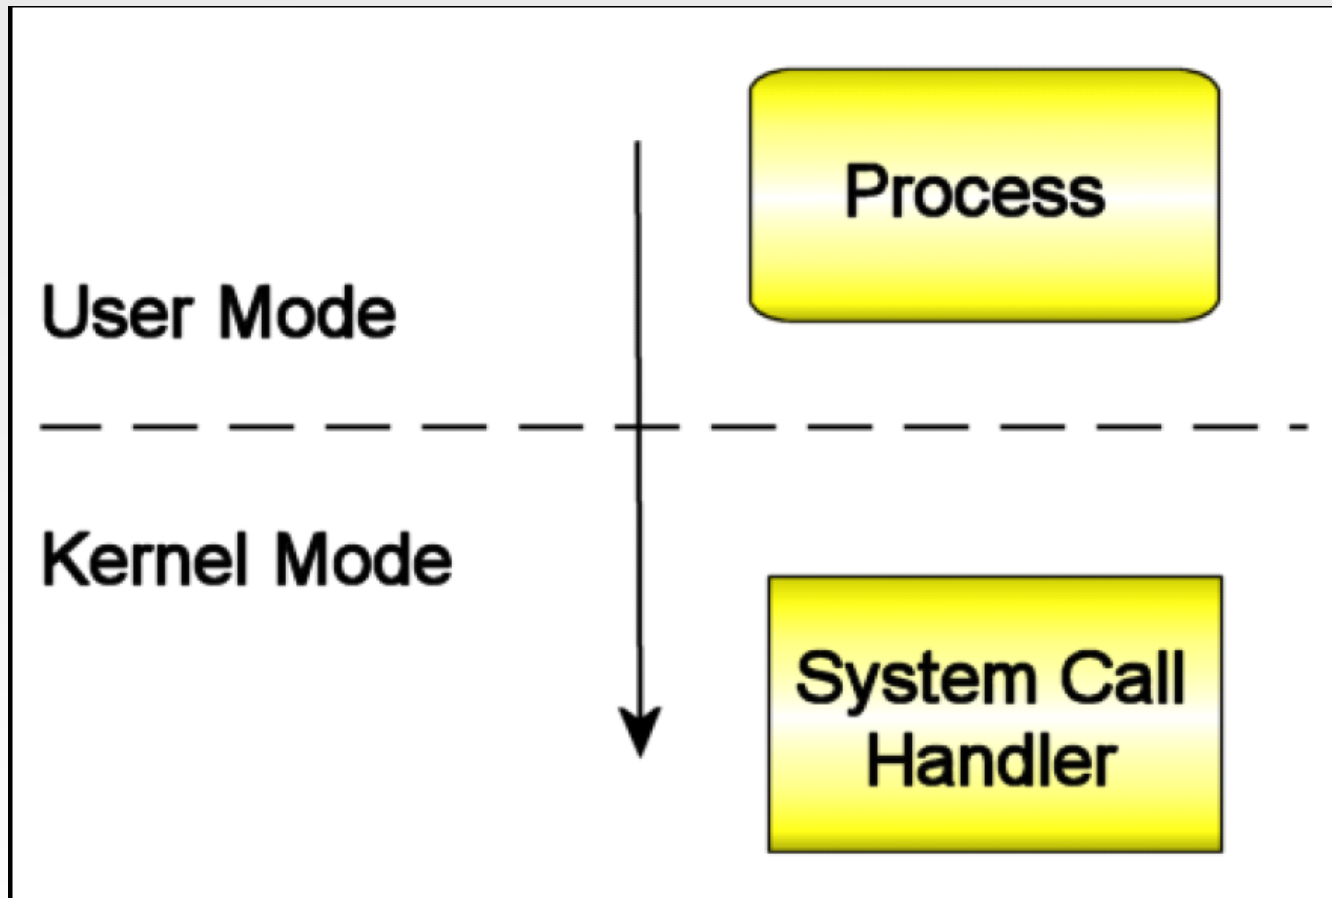 Process
User Mode
Kernel Mode
System Call
Handler